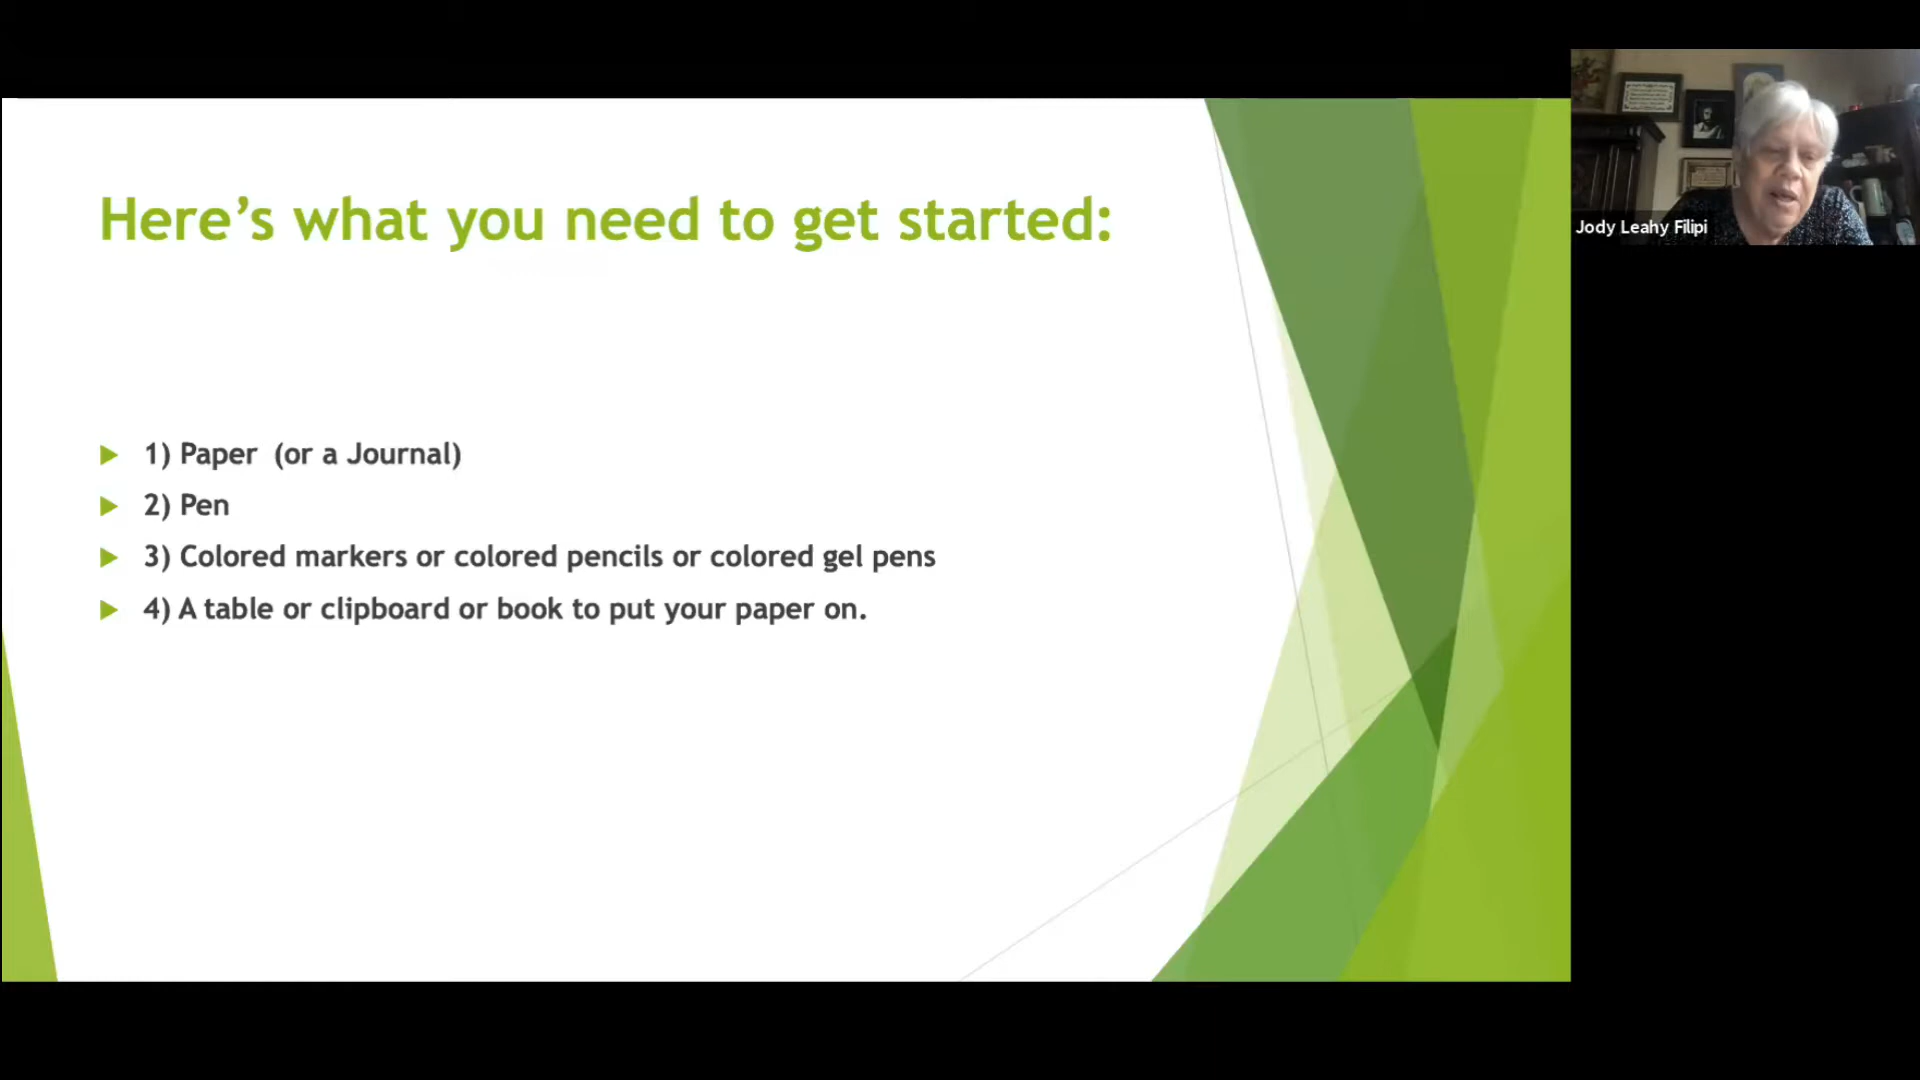 Here’s what you need to get started:
1) Paper (or a Journal)
2) Pen
3) Colored markers or colored pencils or colored gel pens
4) A table or clipboard or book to put your paper on.
Jody Leahy Filipi